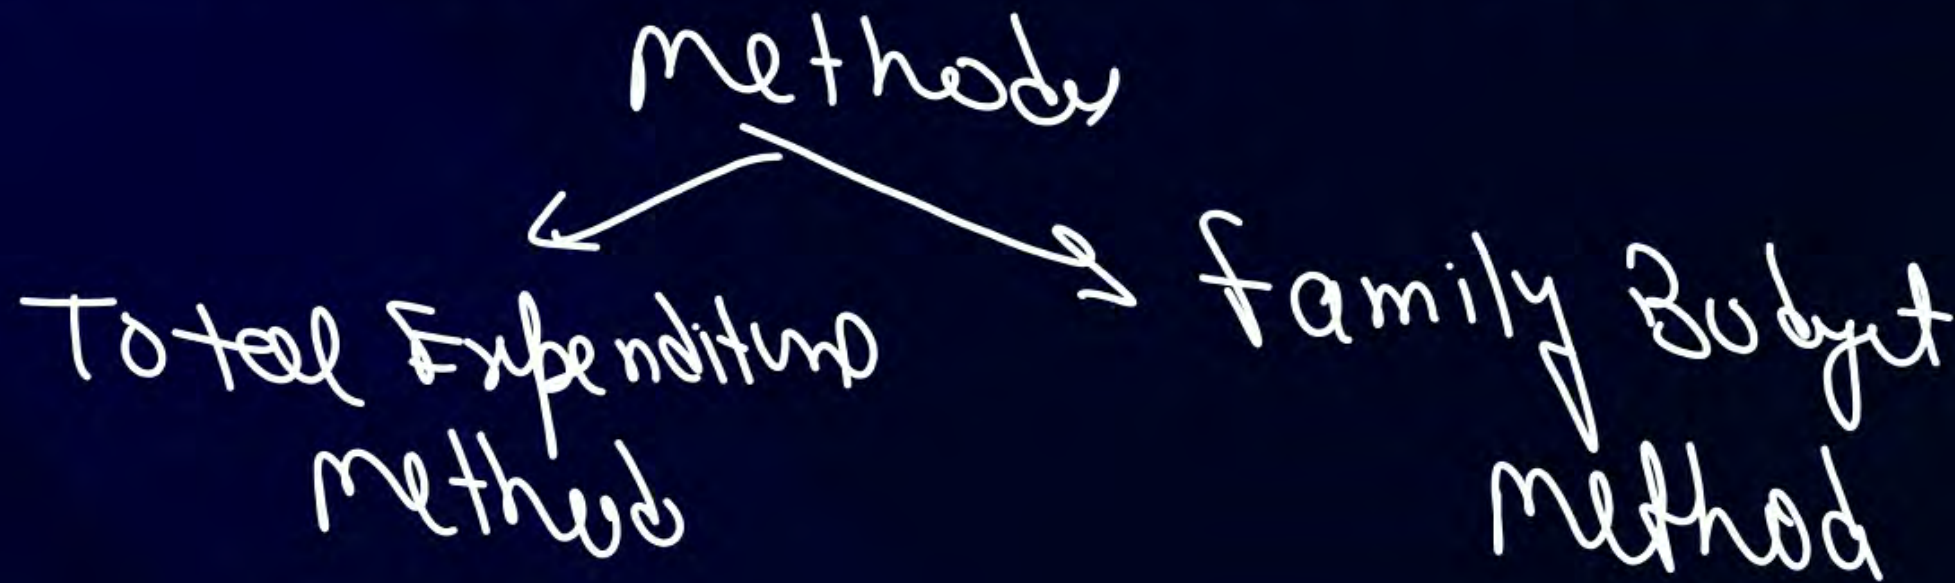 Methods
Total Expenditure
Method
Family Budget
Method